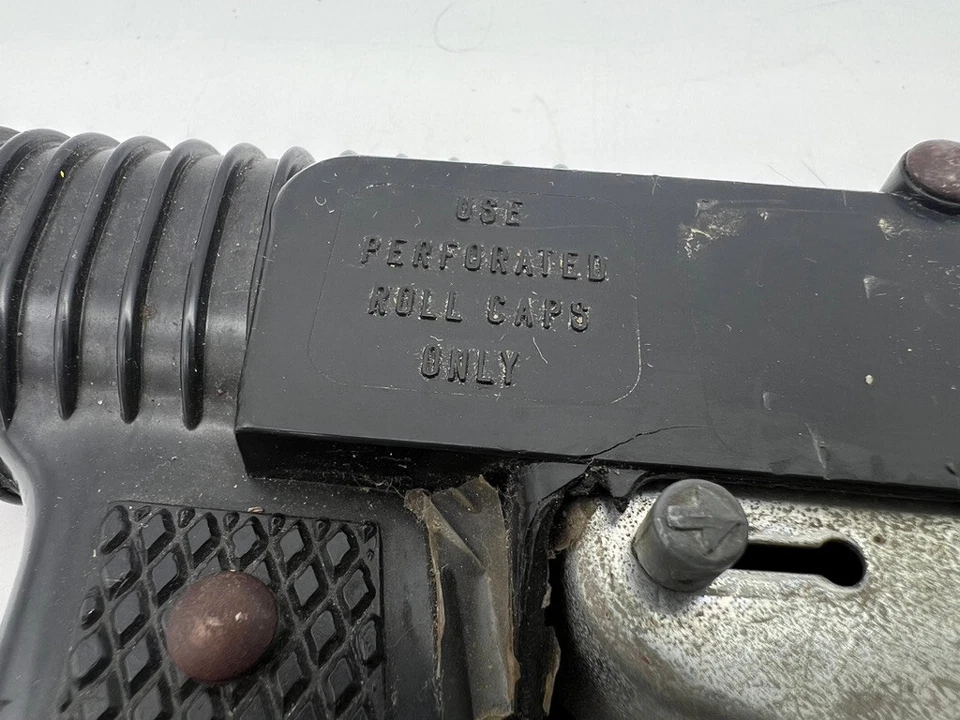 USE
PERFORATED
ROLL CAPS
ONLY